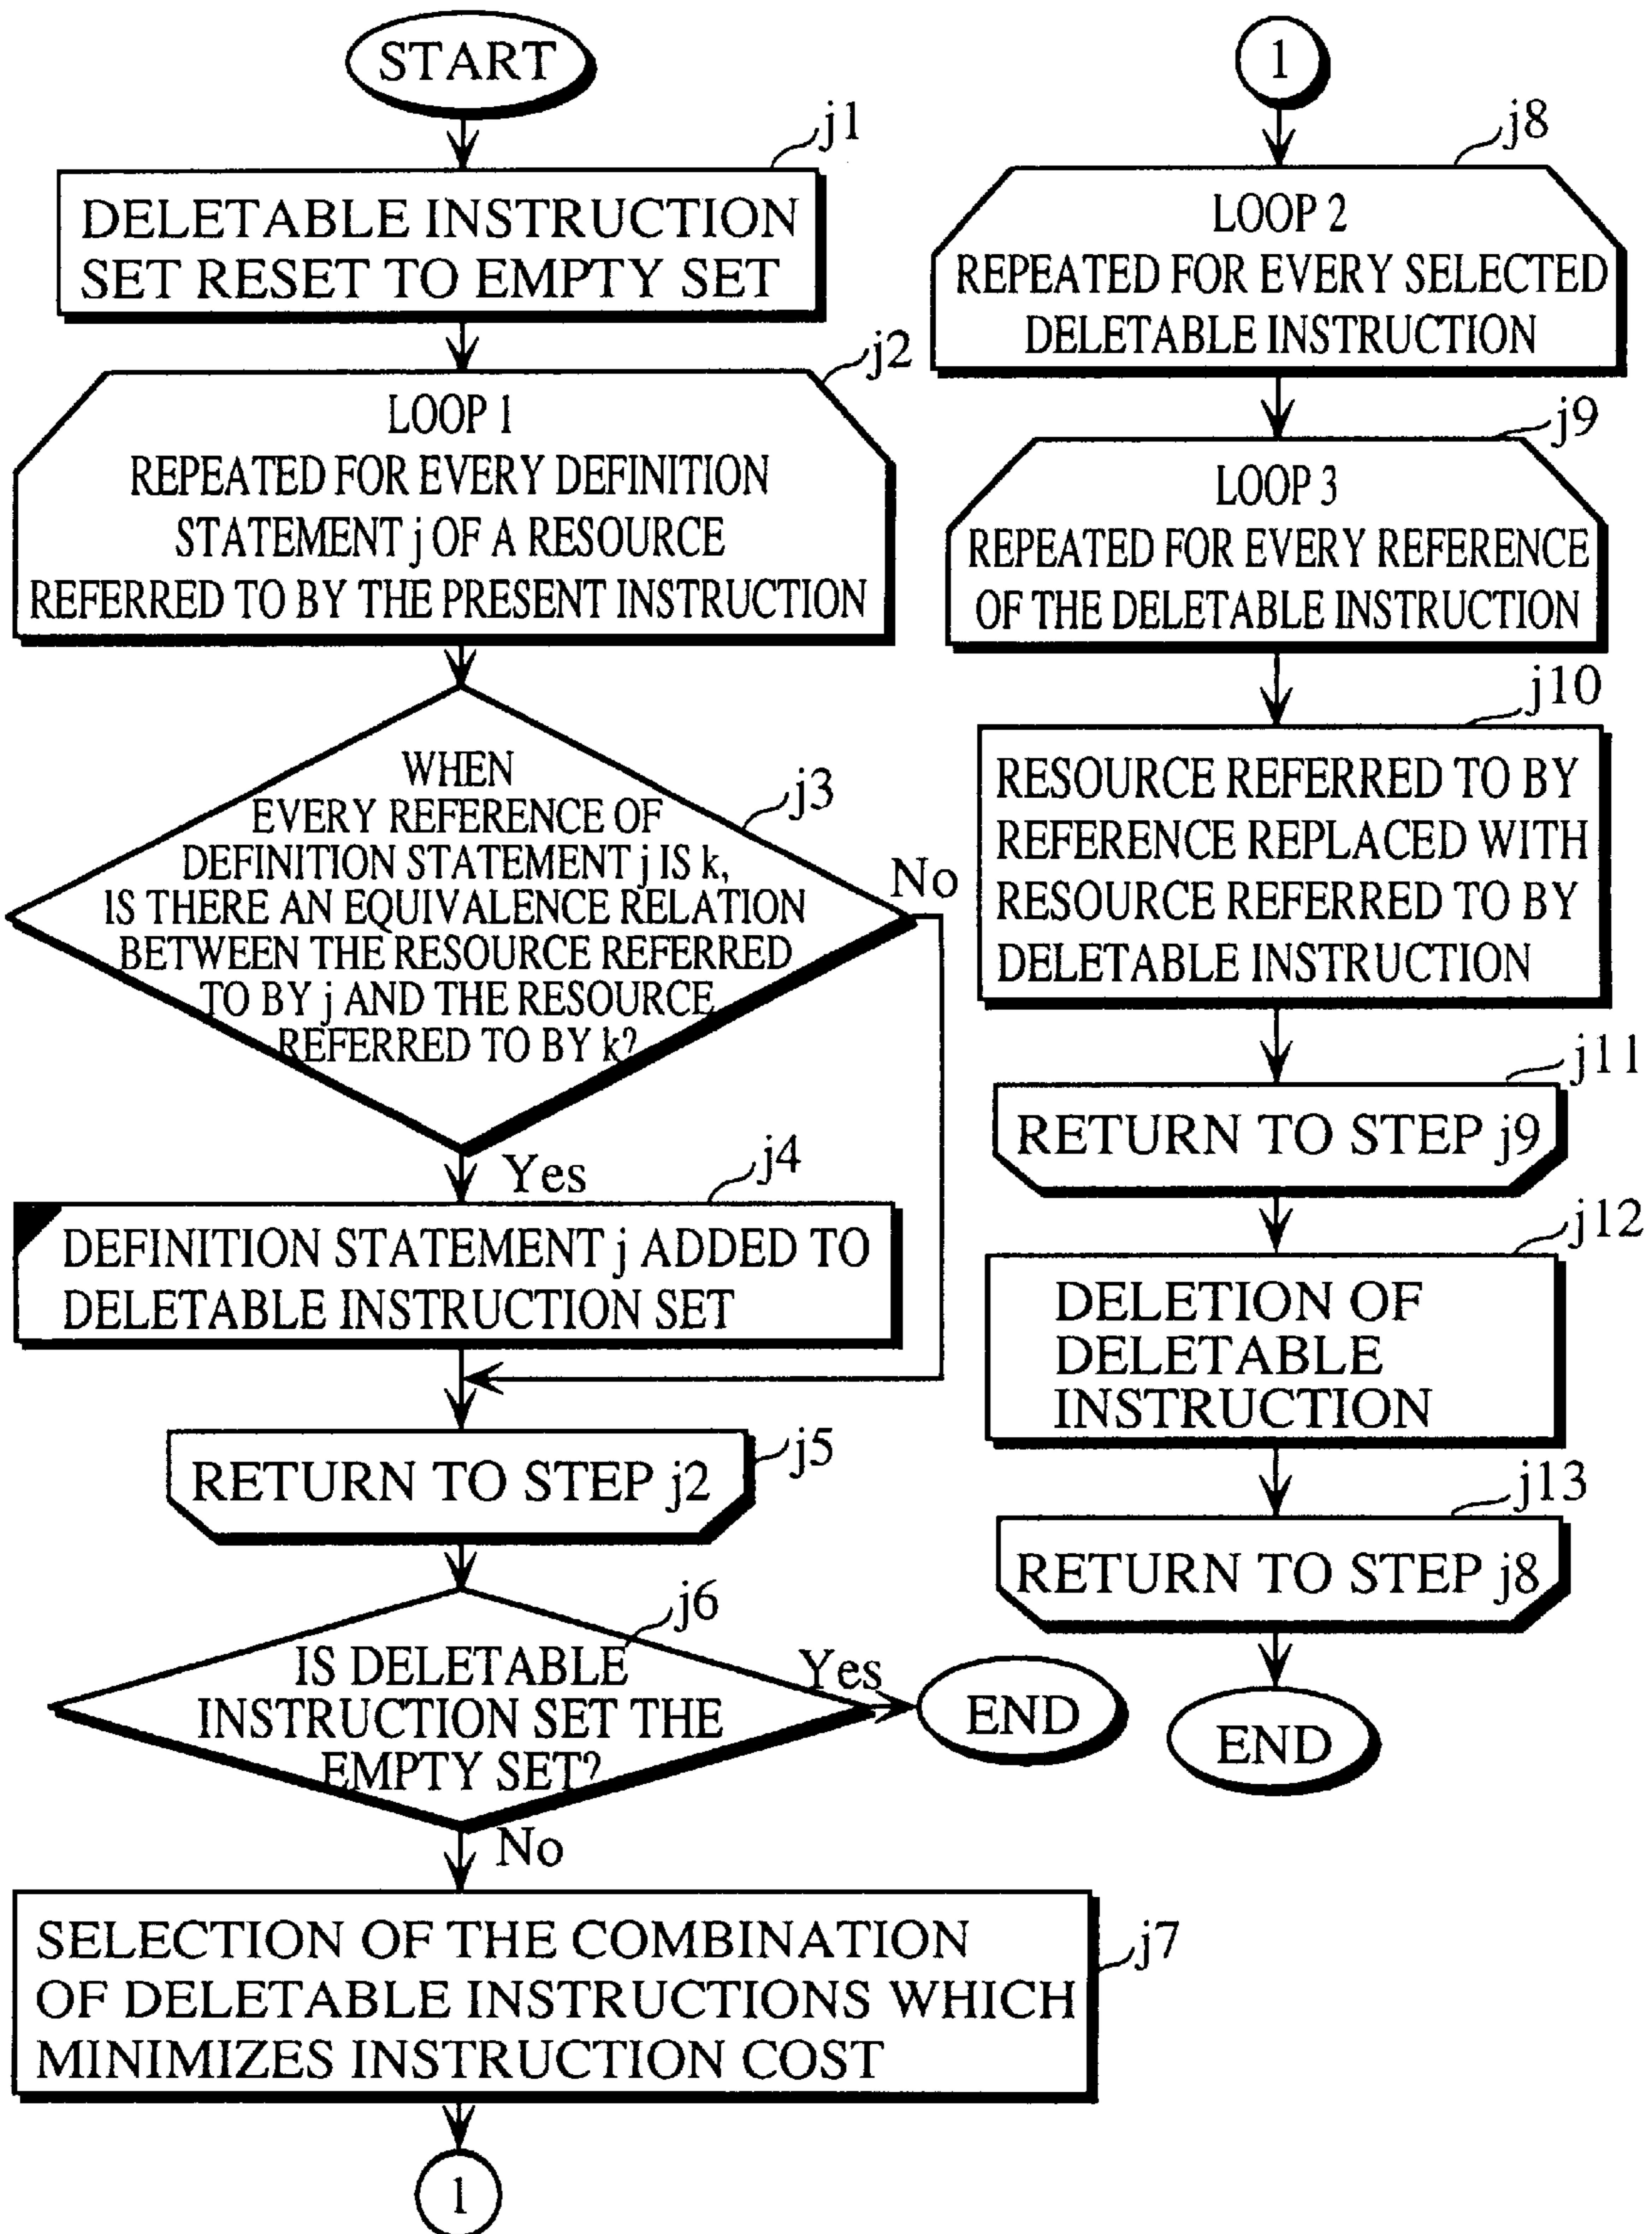 START
j1
DELETABLE INSTRUCTION
SET RESET TO EMPTY SET
j2
LOOP 1
REPEATED FOR EVERY DEFINITION
STATEMENT j OF A RESOURCE
REFERRED TO BY THE PRESENT INSTRUCTION
j3
WHEN
EVERY REFERENCE OF
DEFINITION STATEMENT j IS k,
IS THERE AN EQUIVALENCE RELATION
BETWEEN THE RESOURCE REFERRED
TO BY j AND THE RESOURCE
REFERRED TO BY k?
No
Yes
j4
DEFINITION STATEMENT j ADDED TO
DELETABLE INSTRUCTION SET
j5
RETURN TO STEP j2
j6
IS DELETABLE
INSTRUCTION SET THE
EMPTY SET?
Yes
END
No
j7
SELECTION OF THE COMBINATION
OF DELETABLE INSTRUCTIONS WHICH
MINIMIZES INSTRUCTION COST
1
1
j8
LOOP 2
REPEATED FOR EVERY SELECTED
DELETABLE INSTRUCTION
j9
LOOP 3
REPEATED FOR EVERY REFERENCE
OF THE DELETABLE INSTRUCTION
j10
RESOURCE REFERRED TO BY
REFERENCE REPLACED WITH
RESOURCE REFERRED TO BY
DELETABLE INSTRUCTION
j11
RETURN TO STEP j9
j12
DELETION OF
DELETABLE
INSTRUCTION
j13
RETURN TO STEP j8
END